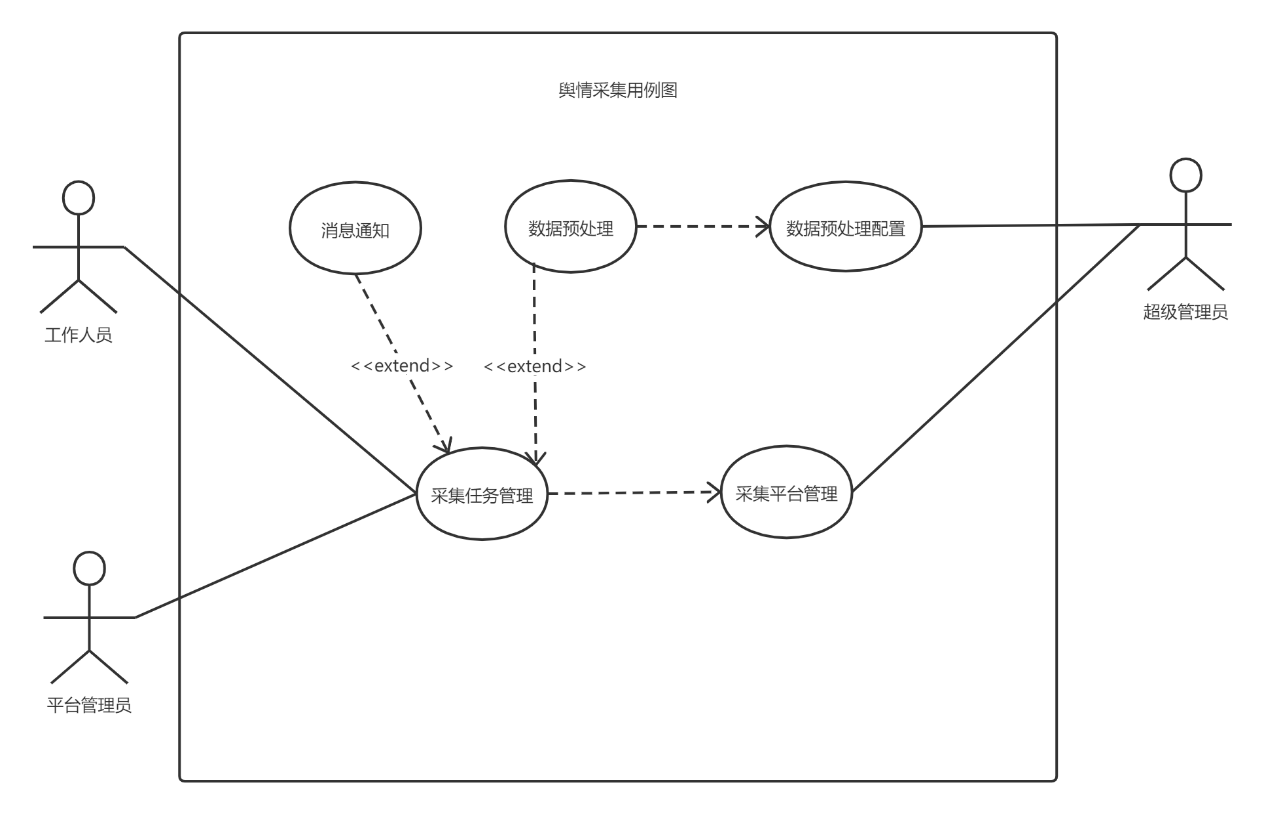 舆情采集用例图
消息通知
数据预处理
数据预处理配置
超级管理员
工作人员
<<extend>>
<<extend>>
采集任务管理
采集平台管理
平台管理员